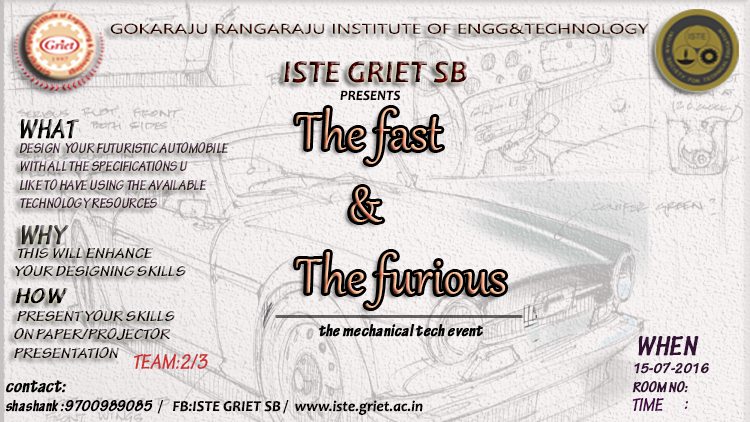 GOKARAJU RANGARAJU INSTITUTE OF ENGG&TECHNOLOGY
Griet
ISTE
ISTE GRIET SB
PRESENTS
The fast
&
The furious
the mechanical tech event
WHAT
DESIGN YOUR FUTURISTIC AUTOMOBILE
WITH ALL THE SPECIFICATIONS U
LIKE TO HAVE USING THE AVAILABLE
TECHNOLOGY RESOURCES
WHY
THIS WILL ENHANCE
YOUR DESIGNING SKILLS
HOW
PRESENT YOUR SKILLS
ON PAPER/PROJECTOR
PRESENTATION
TEAM:2/3
WHEN
15-07-2016
ROOM NO:
TIME :
contact:
shashank:9700989085 / FB:ISTE GRIET SB / www.iste.griet.ac.in